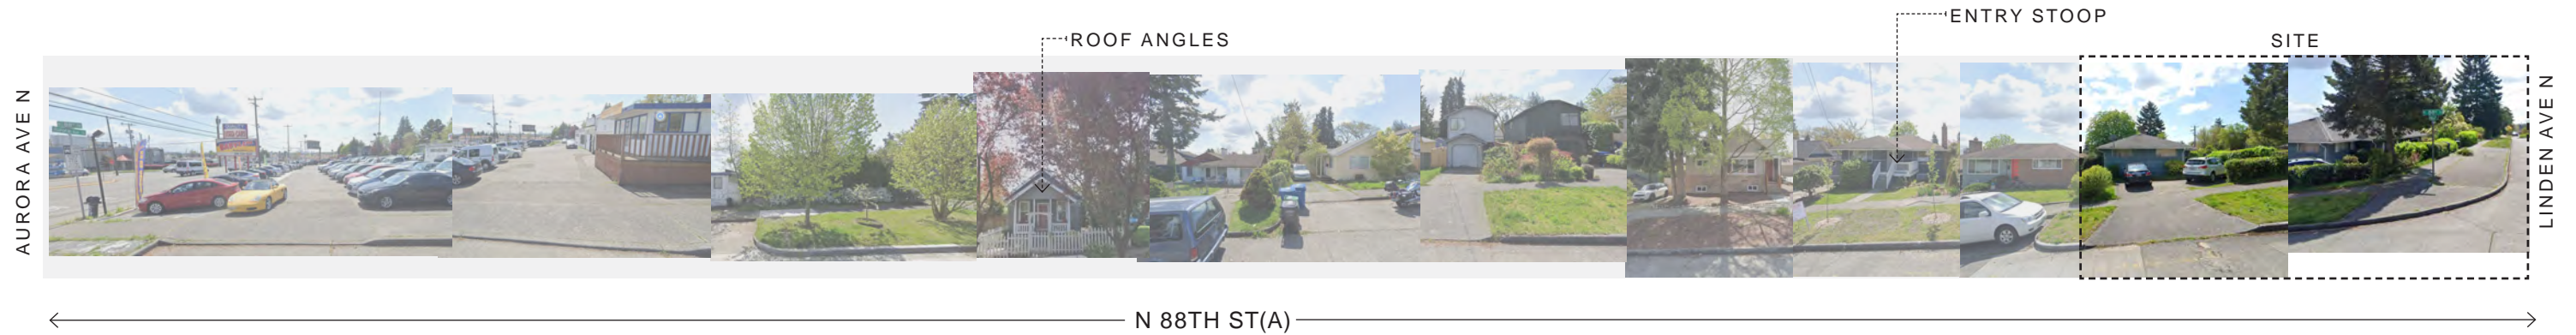 ENTRY STOOP
ROOF ANGLES
SITE
AURORA AVE N
LINDEN AVE N
N 88TH ST(A)